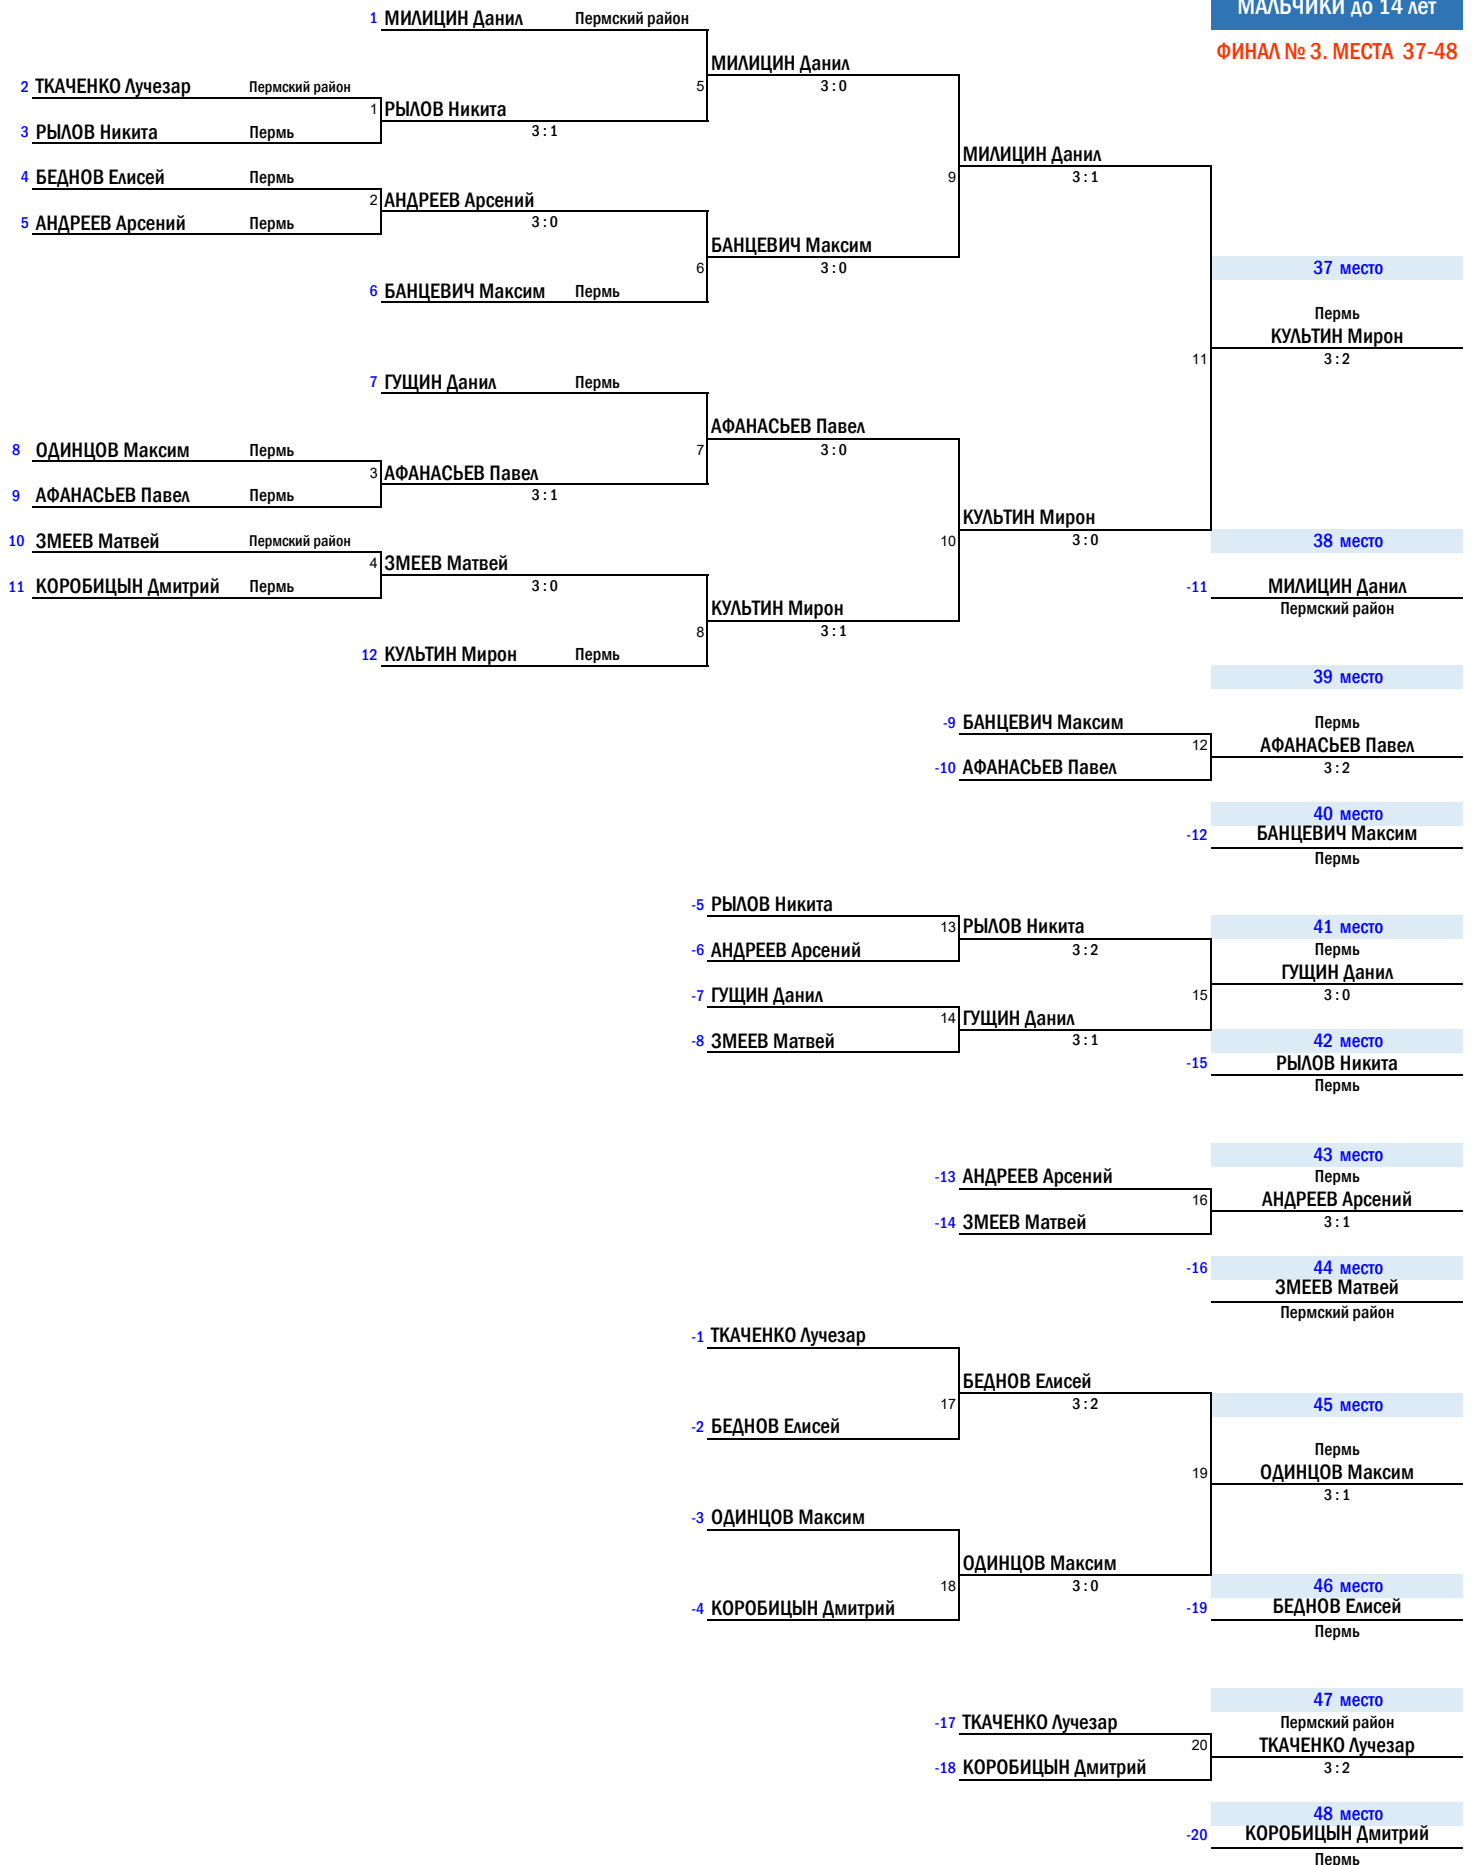 МАЛЬЧИКИ до 14 лет
1 МИЛИЦИН Данил Пермский район
ФИНАЛ № 3. МЕСТА 37-48
МИЛИЦИН Данил
2 ТКАЧЕНКО Лучезар Пермский район
5 3 : 0
1 РЫЛОВ Никита
3 РЫЛОВ Никита Пермь
3 : 1
МИЛИЦИН Данил
4 БЕДНОВ Елисей Пермь
9 3 : 1
2 АНДРЕЕВ Арсений
5 АНДРЕЕВ Арсений Пермь
3 : 0
БАНЦЕВИЧ Максим
6 3 : 0
37 место
6 БАНЦЕВИЧ Максим Пермь
Пермь
КУЛЬТИН Мирон
11 3 : 2
7 ГУЩИН Данил Пермь
АФАНАСЬЕВ Павел
8 ОДИНЦОВ Максим Пермь
7 3 : 0
3 АФАНАСЬЕВ Павел
9 АФАНАСЬЕВ Павел Пермь
3 : 1
КУЛЬТИН Мирон
10 ЗМЕЕВ Матвей Пермский район
10 3 : 0
38 место
4 ЗМЕЕВ Матвей
11 КОРОБИЦЫН Дмитрий Пермь
3 : 0
-11 МИЛИЦИН Данил
КУЛЬТИН Мирон
Пермский район
8 3 : 1
12 КУЛЬТИН Мирон Пермь
39 место
-9 БАНЦЕВИЧ Максим
Пермь
12 АФАНАСЬЕВ Павел
-10 АФАНАСЬЕВ Павел
3 : 2
40 место
-12 БАНЦЕВИЧ Максим
Пермь
-5 РЫЛОВ Никита
13 РЫЛОВ Никита
41 место
-6 АНДРЕЕВ Арсений
3 : 2
Пермь
ГУЩИН Данил
-7 ГУЩИН Данил
15 3 : 0
14 ГУЩИН Данил
-8 ЗМЕЕВ Матвей
3 : 1
42 место
-15 РЫЛОВ Никита
Пермь
43 место
-13 АНДРЕЕВ Арсений
Пермь
16 АНДРЕЕВ Арсений
-14 ЗМЕЕВ Матвей
3 : 1
-16 44 место
ЗМЕЕВ Матвей
Пермский район
-1 ТКАЧЕНКО Лучезар
БЕДНОВ Елисей
17 3 : 2
45 место
-2 БЕДНОВ Елисей
Пермь
19 ОДИНЦОВ Максим
3 : 1
-3 ОДИНЦОВ Максим
ОДИНЦОВ Максим
18 3 : 0
46 место
-4 КОРОБИЦЫН Дмитрий
-19 БЕДНОВ Елисей
Пермь
47 место
-17 ТКАЧЕНКО Лучезар
Пермский район
20 ТКАЧЕНКО Лучезар
-18 КОРОБИЦЫН Дмитрий
3 : 2
48 место
-20 КОРОБИЦЫН Дмитрий
Пермь